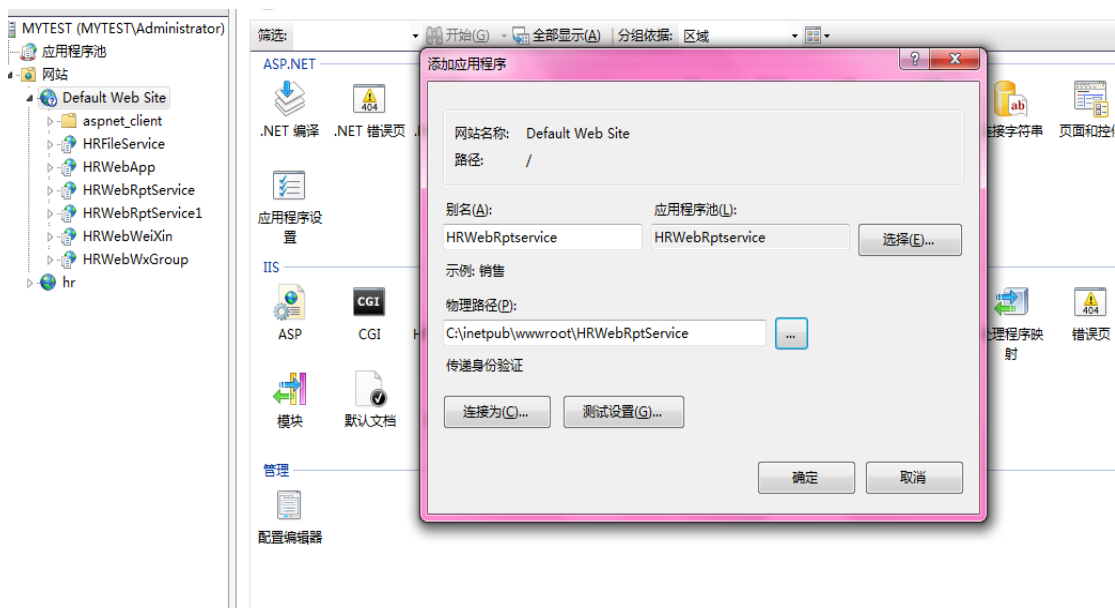 MYTEST (MYTEST\Administrator)
应用程序池
网站
Default Web Site
aspnet_client
HRFileService
HRWebApp
HRWebRptService
HRWebRptService1
HRWebWeiXin
HRWebWxGroup
hr
筛选: 开始(G) 全部显示(A) 分组依据: 区域
ASP.NET
.NET 编译 .NET 错误页 连接字符串 页面和控件
应用程序设
置
IIS
ASP CGI 处理程序映 错误页
射
模块 默认文档
管理
配置编辑器
添加应用程序
网站名称: Default Web Site
路径: /
别名(A): 应用程序池(L):
HRWebRptservice HRWebRptservice 选择(E)...
示例: 销售
物理路径(P):
C:\inetpub\wwwroot\HRWebRptService ...
传递身份验证
连接为(C)... 测试设置(G)...
确定 取消